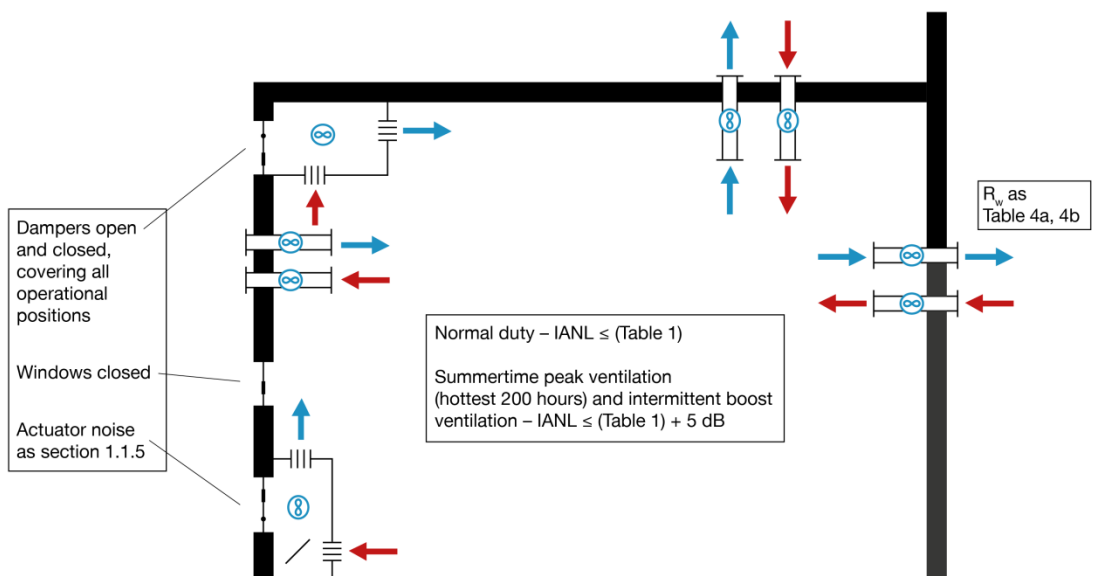 Dampers open
and closed,
covering all
operational
positions
Windows closed
Actuator noise
as section 1.1.5
Normal duty – IANL ≤ (Table 1)
Summertime peak ventilation
(hottest 200 hours) and intermittent boost
ventilation – IANL ≤ (Table 1) + 5 dB
R_w as
Table 4a, 4b